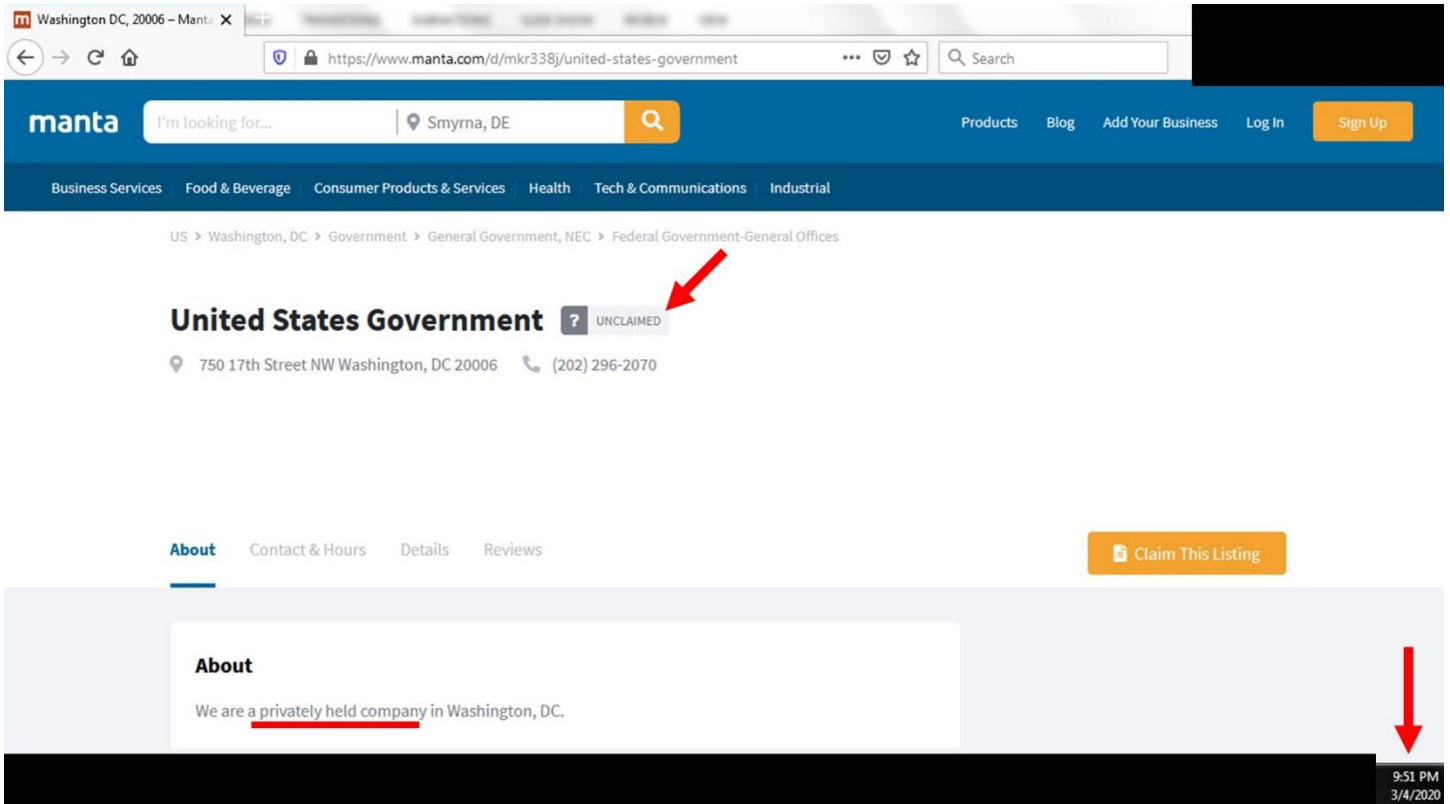 Washington DC, 20006 – Manta
https://www.manta.com/d/mkr338j/united-states-government
Search
manta
I'm looking for...
Smyrna, DE
Products Blog Add Your Business Log In Sign Up
Business Services Food & Beverage Consumer Products & Services Health Tech & Communications Industrial
US > Washington, DC > Government > General Government, NEC > Federal Government-General Offices
United States Government ? UNCLAIMED
750 17th Street NW Washington, DC 20006 (202) 296-2070
About Contact & Hours Details Reviews
Claim This Listing
About
We are a privately held company in Washington, DC.
9:51 PM
3/4/2020